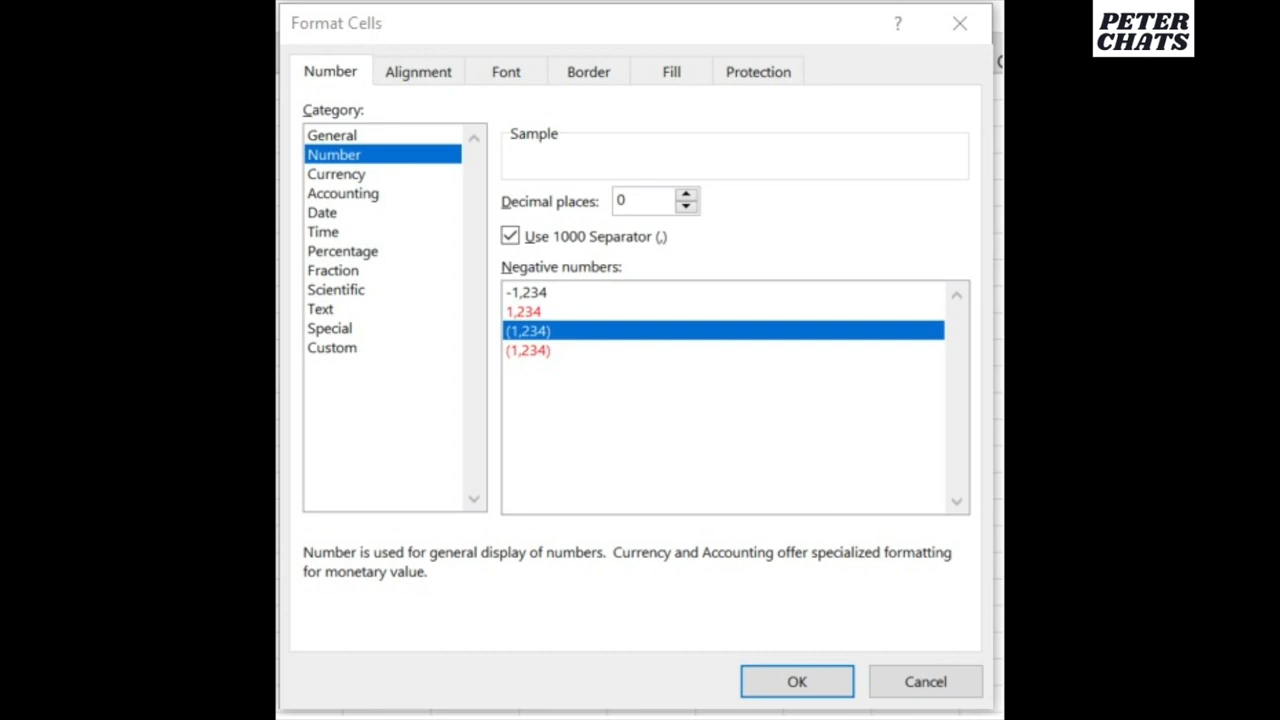 PETER
CHATS
Format Cells
?
Number
Alignment
Font
Border
Fill
Protection
Category:
General
Number
Currency
Accounting
Date
Time
Percentage
Fraction
Scientific
Text
Special
Custom
Sample
Decimal places: 0
Use 1000 Separator (,)
Negative numbers:
-1,234
1,234
(1,234)
(1,234)
Number is used for general display of numbers. Currency and Accounting offer specialized formatting
for monetary value.
OK
Cancel